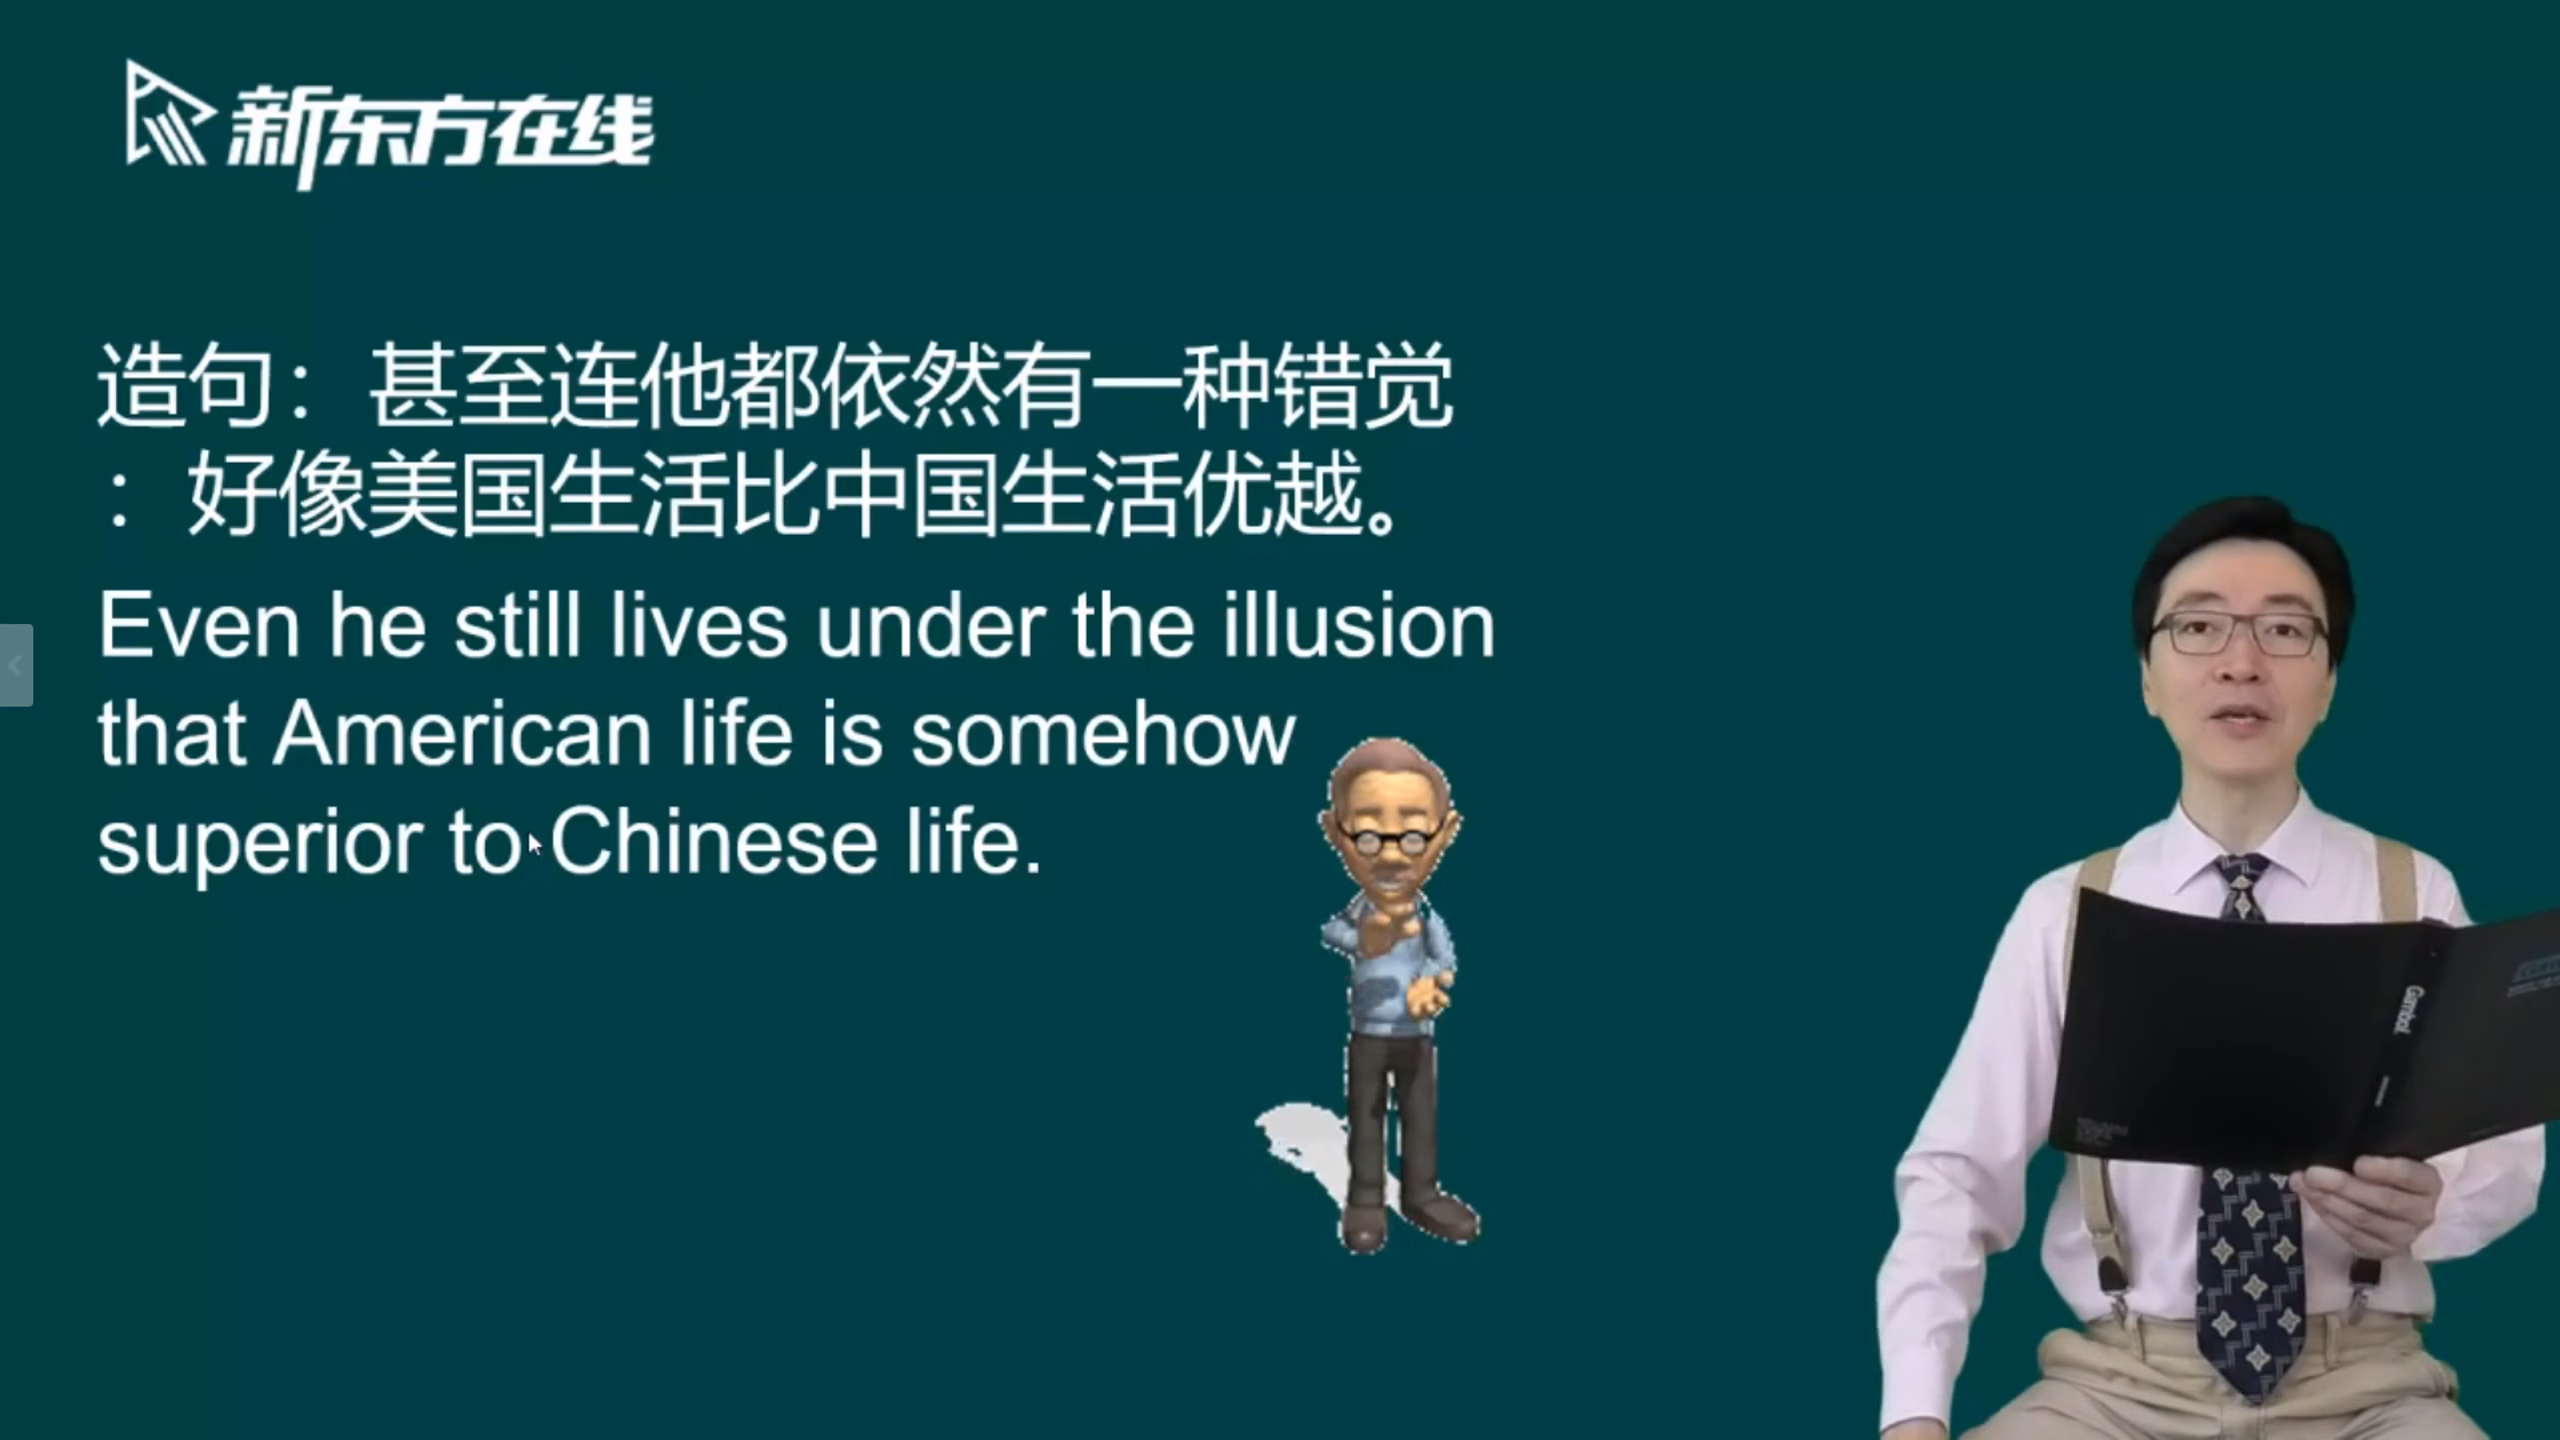 新东方在线
造句：甚至连他都依然有一种错觉
：好像美国生活比中国生活优越。
Even he still lives under the illusion
that American life is somehow
superior to Chinese life.
Gambol